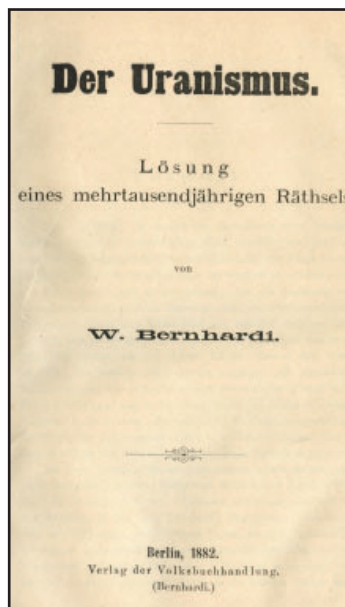 Der Uranismus.
Lösung
eines mehrtausendjährigen Räthsels
von
W. Bernhardi.
Berlin, 1882.
Verlag der Volksbuchhandlung.
(Bernhardi.)